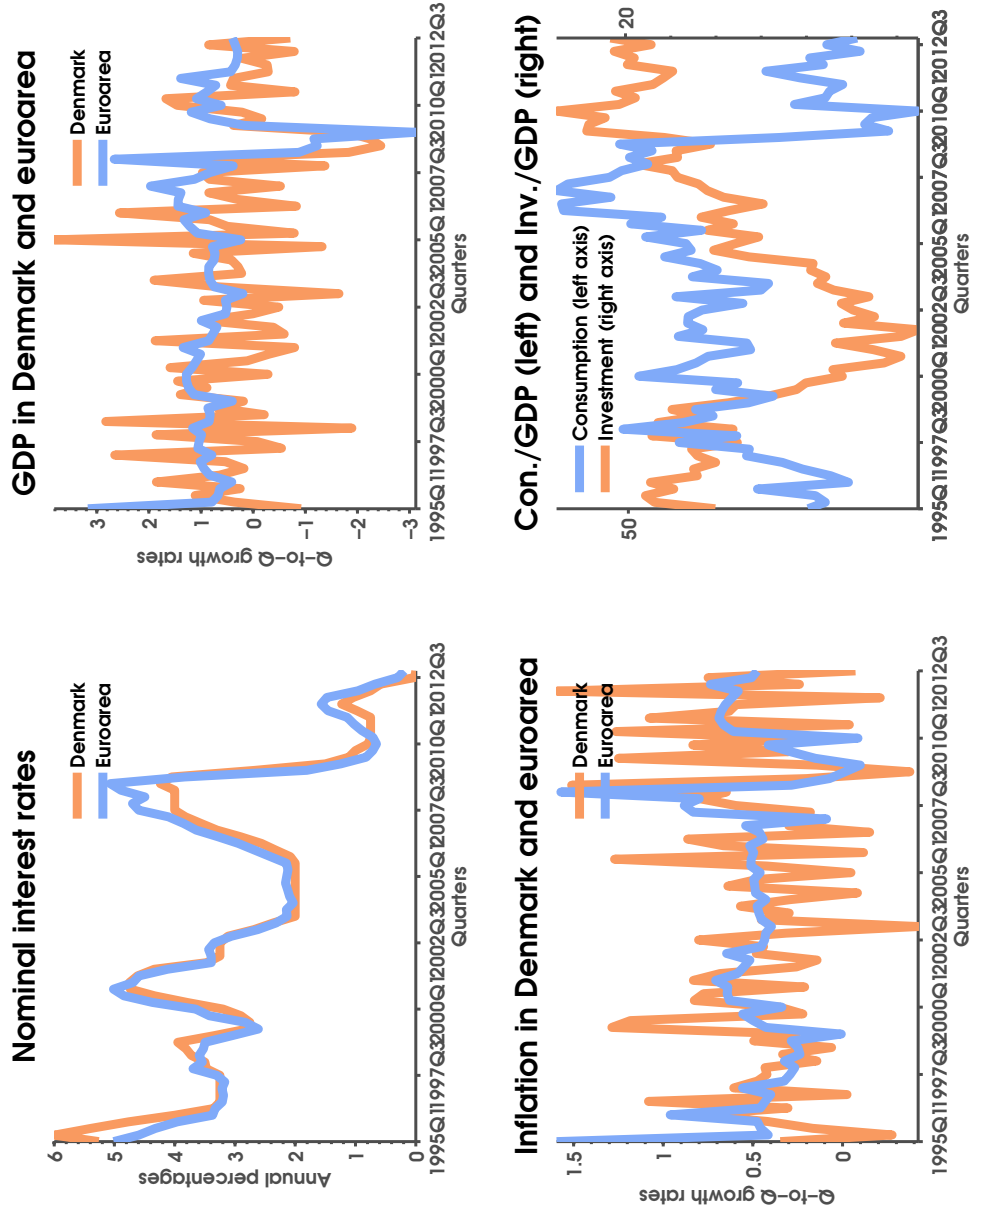 Nominal interest rates
Denmark
Euroarea
Annual percentages
6
5
4
3
2
1
0
1995Q1 1997Q3 2000Q1 2002Q3 2005Q1 2007Q3 2010Q1 2012Q3
Quarters
GDP in Denmark and euroarea
Denmark
Euroarea
Q-to-Q growth rates
3
2
1
0
-1
-2
-3
1995Q1 1997Q3 2000Q1 2002Q3 2005Q1 2007Q3 2010Q1 2012Q3
Quarters
Inflation in Denmark and euroarea
Denmark
Euroarea
Q-to-Q growth rates
1.5
1
0.5
0
1995Q1 1997Q3 2000Q1 2002Q3 2005Q1 2007Q3 2010Q1 2012Q3
Quarters
Con./GDP (left) and Inv./GDP (right)
Consumption (left axis)
Investment (right axis)
Q-to-Q growth rates
50
20
1995Q1 1997Q3 2000Q1 2002Q3 2005Q1 2007Q3 2010Q1 2012Q3
Quarters